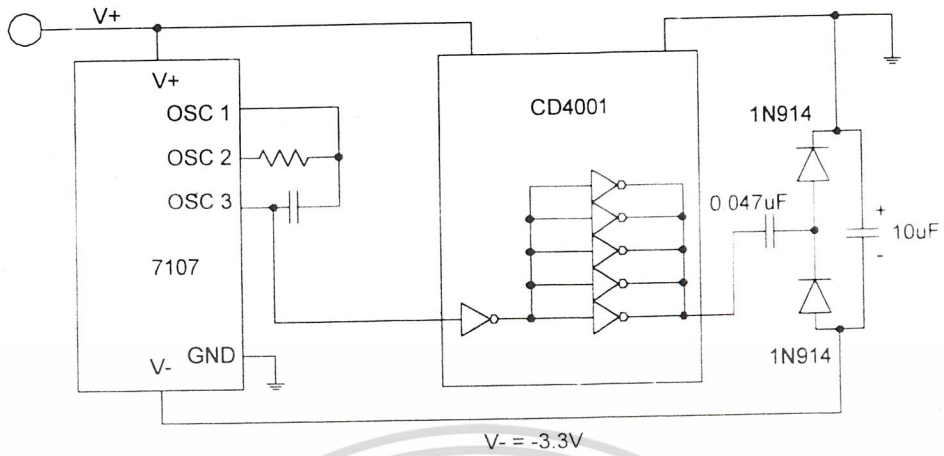 V+
V+
OSC 1
OSC 2
OSC 3
7107
GND
V-
CD4001
1N914
0.047uF
+
10uF
-
1N914
V- = -3.3V